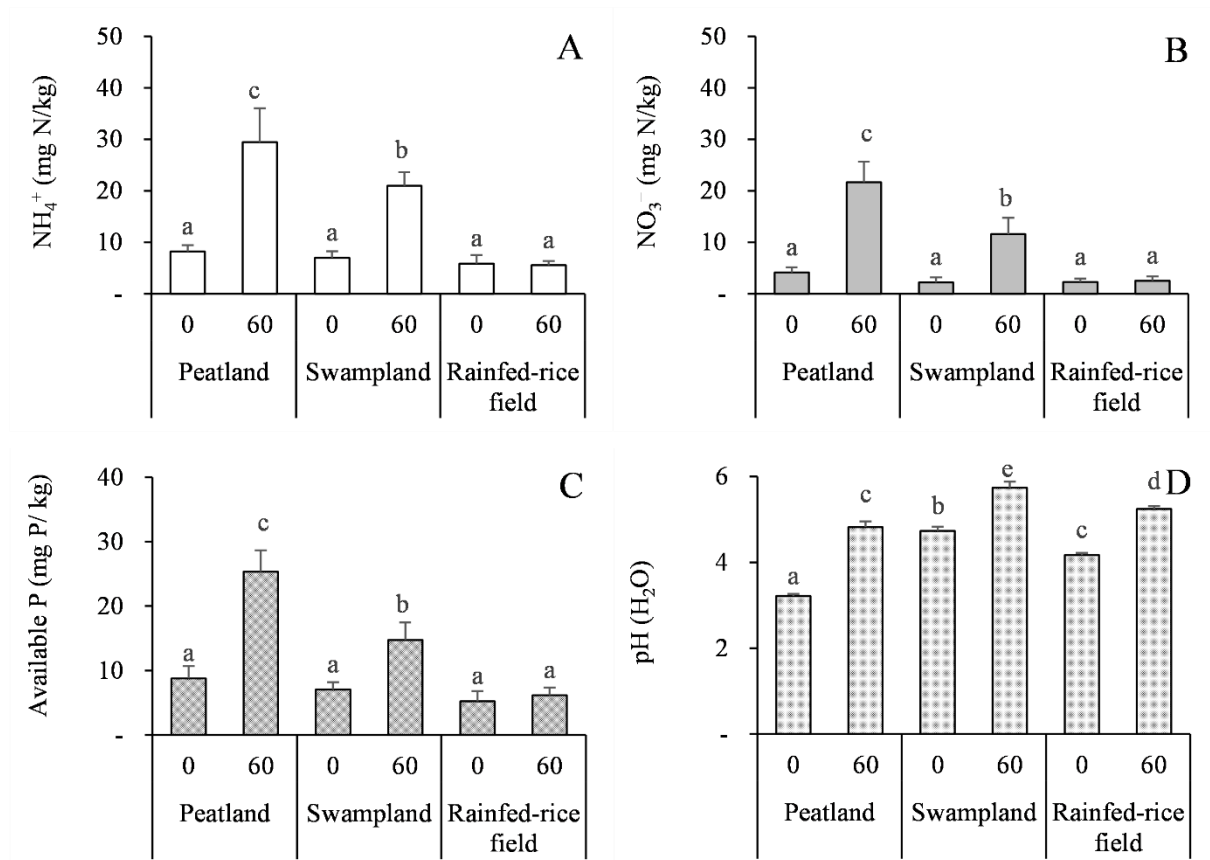 A
NH₄⁺ (mg N/kg)
50
40
30
20
10
-
a
c
a
b
a
a
0 60 0 60 0 60
Peatland Swampland Rainfed-rice
field
B
NO₃⁻ (mg N/kg)
50
40
30
20
10
-
a
c
a
b
a
a
0 60 0 60 0 60
Peatland Swampland Rainfed-rice
field
C
Available P (mg P/ kg)
40
30
20
10
-
a
c
a
b
a
a
0 60 0 60 0 60
Peatland Swampland Rainfed-rice
field
D
pH (H₂O)
6
4
2
-
a
c
b
e
c
d
0 60 0 60 0 60
Peatland Swampland Rainfed-rice
field